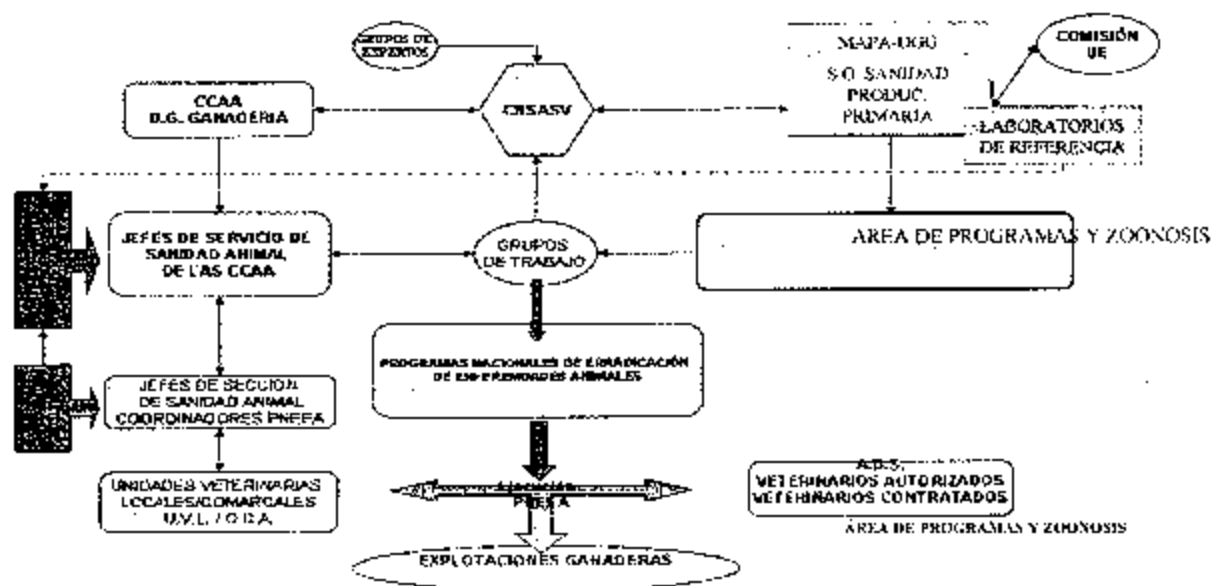 GRUPOS DE
EXPERTOS
MAPA-DGG
S.G. SANIDAD
PRODUC.
PRIMARIA
COMISIÓN
UE
CCAA
D.G. GANADERIA
CNSASV
LABORATORIOS
DE REFERENCIA
JEFES DE SERVICIO DE
SANIDAD ANIMAL
DE LAS CCAA
GRUPOS
DE TRABAJO
AREA DE PROGRAMAS Y ZOONOSIS
PROGRAMAS NACIONALES DE ERRADICACIÓN
DE ENFERMEDADES ANIMALES
JEFES DE SECCION
DE SANIDAD ANIMAL
COORDINADORES PNEEA
UNIDADES VETERINARIAS
LOCALES/COMARCALES
U.V.L. / O.C.A.
A.D.S.
VETERINARIOS AUTORIZADOS
VETERINARIOS CONTRATADOS
ÁREA DE PROGRAMAS Y ZOONOSIS
EXPLOTACIONES GANADERAS